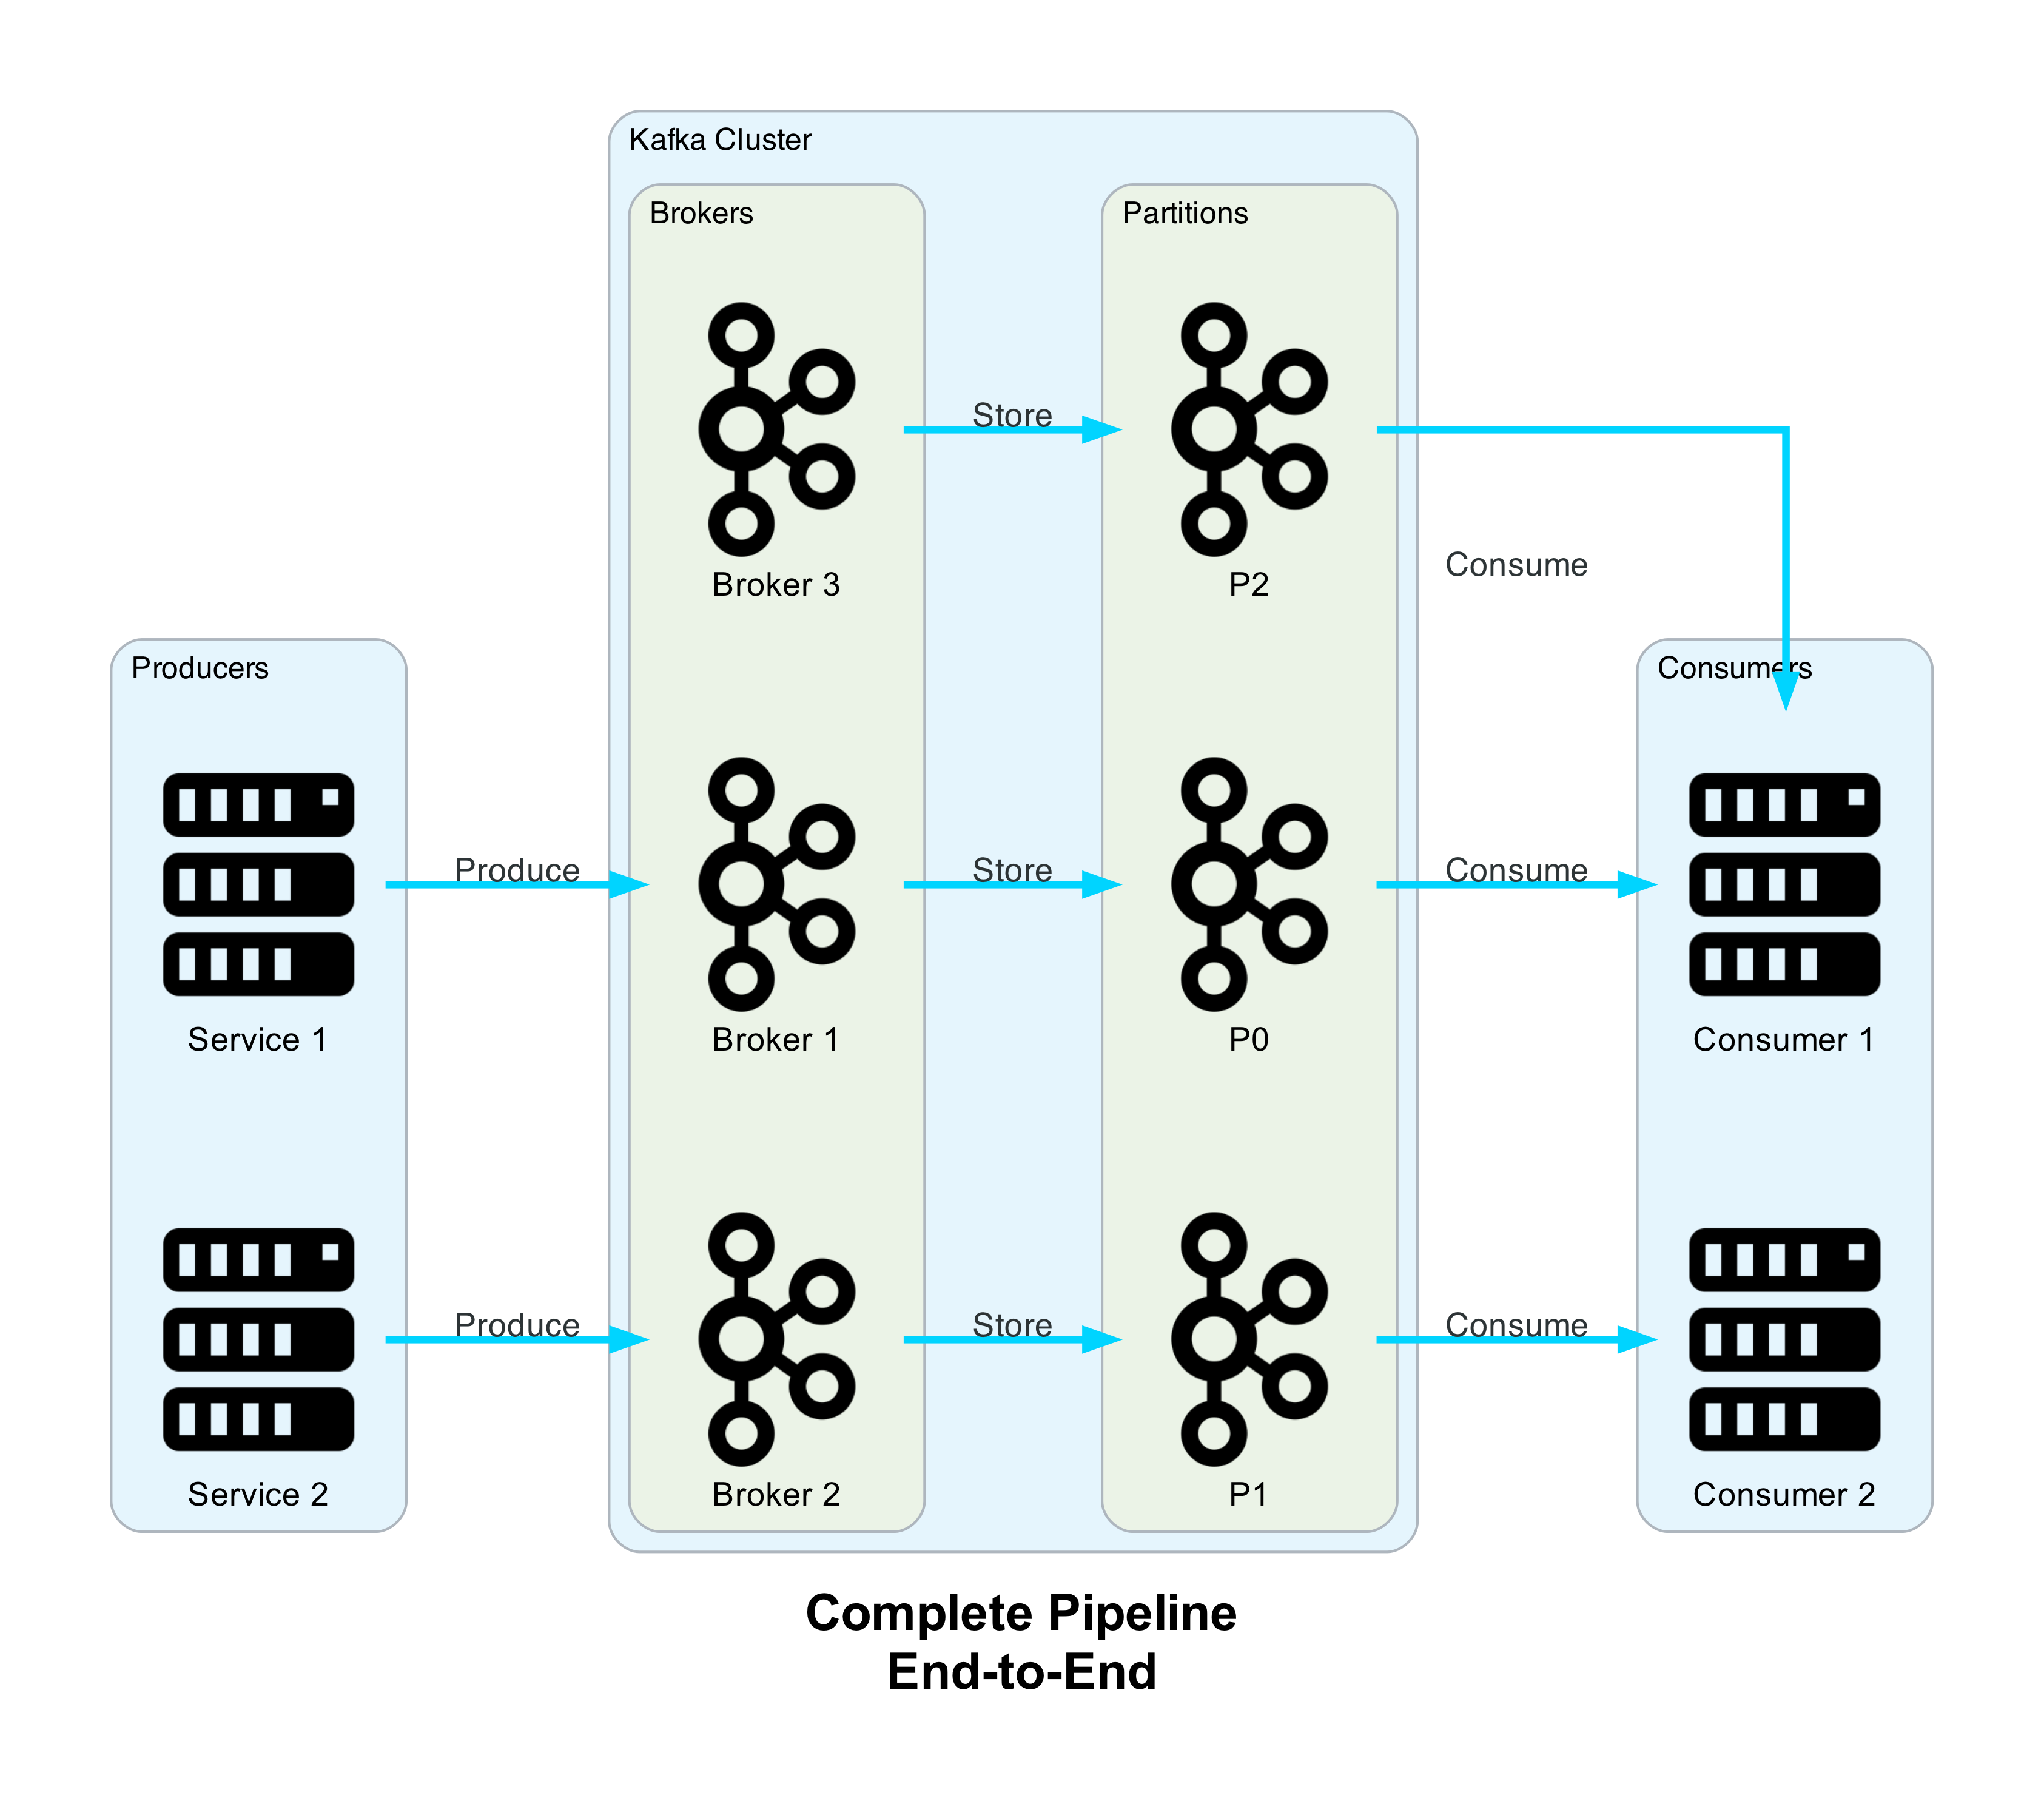 Kafka Cluster
Brokers
Partitions
Store
Broker 3
P2
Consume
Producers
Consumers
Produce
Store
Consume
Service 1
Broker 1
P0
Consumer 1
Produce
Store
Consume
Service 2
Broker 2
P1
Consumer 2
Complete Pipeline
End-to-End